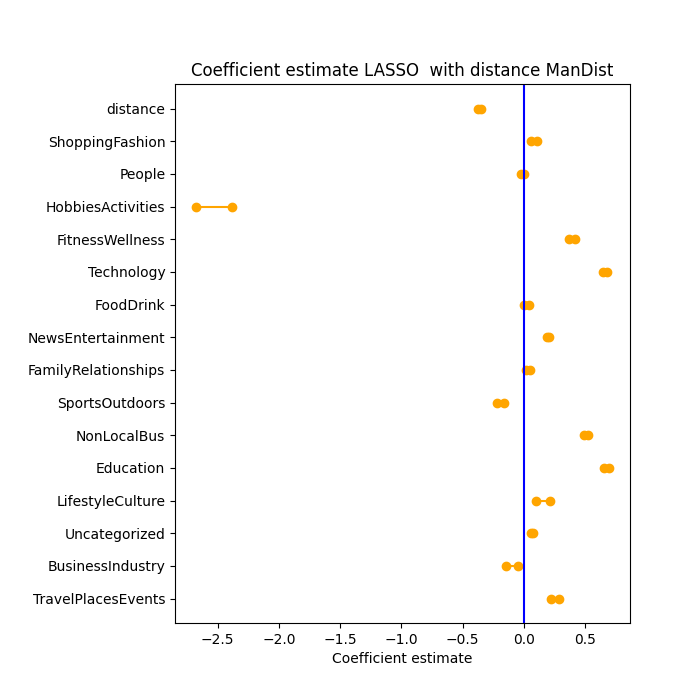 Coefficient estimate LASSO  with distance ManDist
distance
ShoppingFashion
People
HobbiesActivities
FitnessWellness
Technology
FoodDrink
NewsEntertainment
FamilyRelationships
SportsOutdoors
NonLocalBus
Education
LifestyleCulture
Uncategorized
BusinessIndustry
TravelPlacesEvents
−2.5 −2.0 −1.5 −1.0 −0.5 0.0 0.5
Coefficient estimate